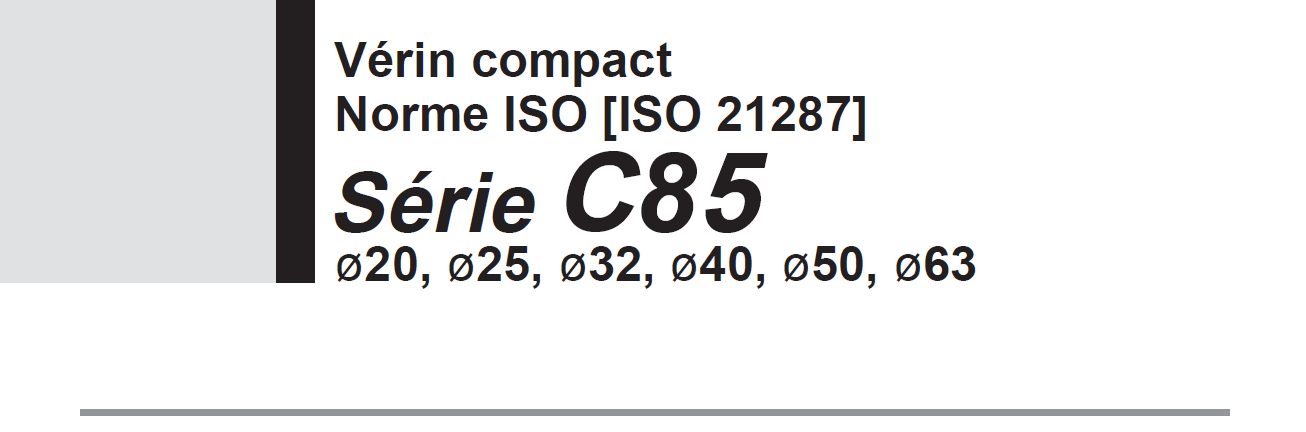 Vérin compact
Norme ISO [ISO 21287]
Série C85
ø20, ø25, ø32, ø40, ø50, ø63